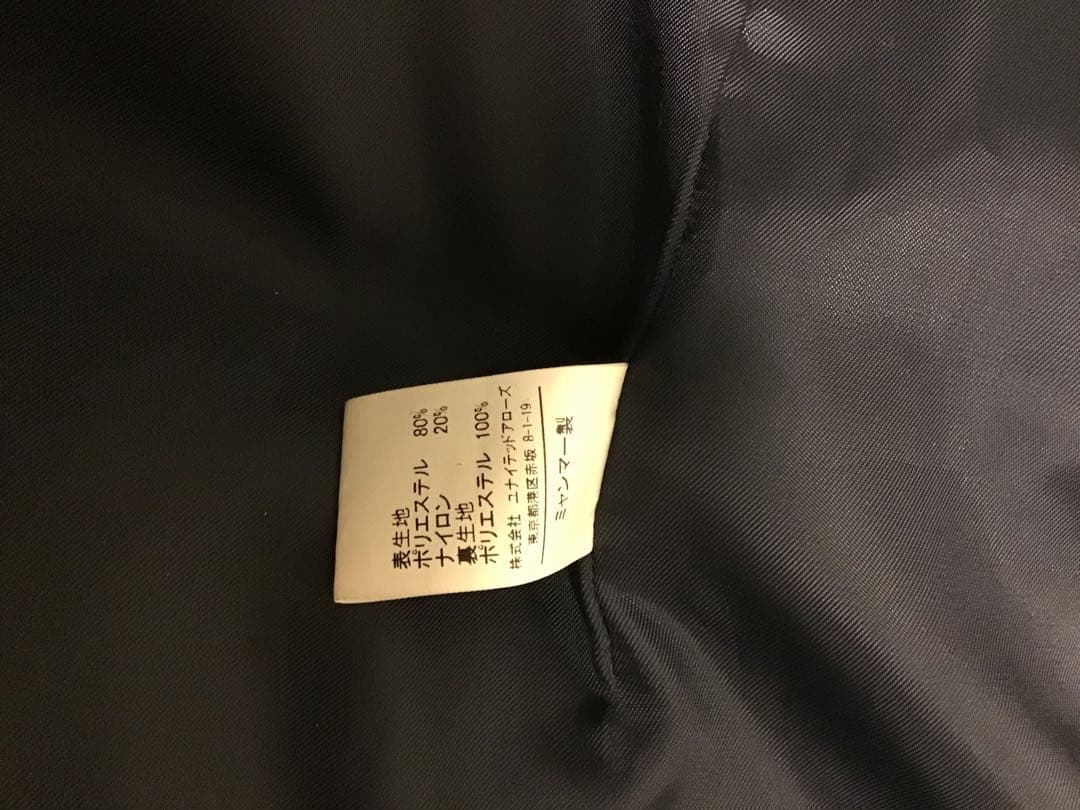 表生地
ポリエステル 80%
ナイロン 20%
裏生地
ポリエステル 100%
株式会社 ユナイテッドアローズ
東京都港区赤坂 8-1-19
ミャンマー製